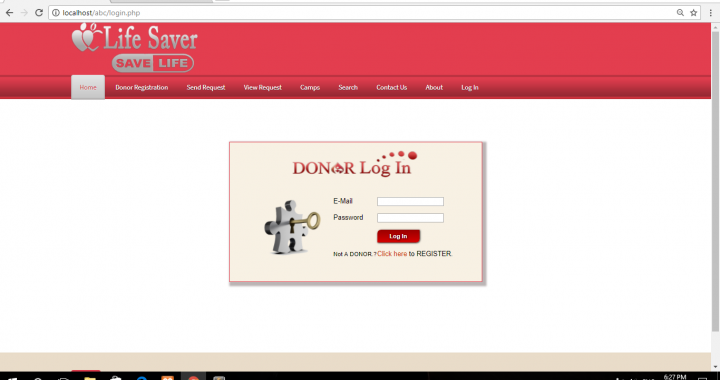 localhost/abc/login.php
Life Saver
SAVE LIFE
Home Donor Registration Send Request View Request Camps Search Contact Us About Log In
DONOR Log In
E-Mail
Password
Log In
Not A DONOR.?Click here to REGISTER.
6:27 PM